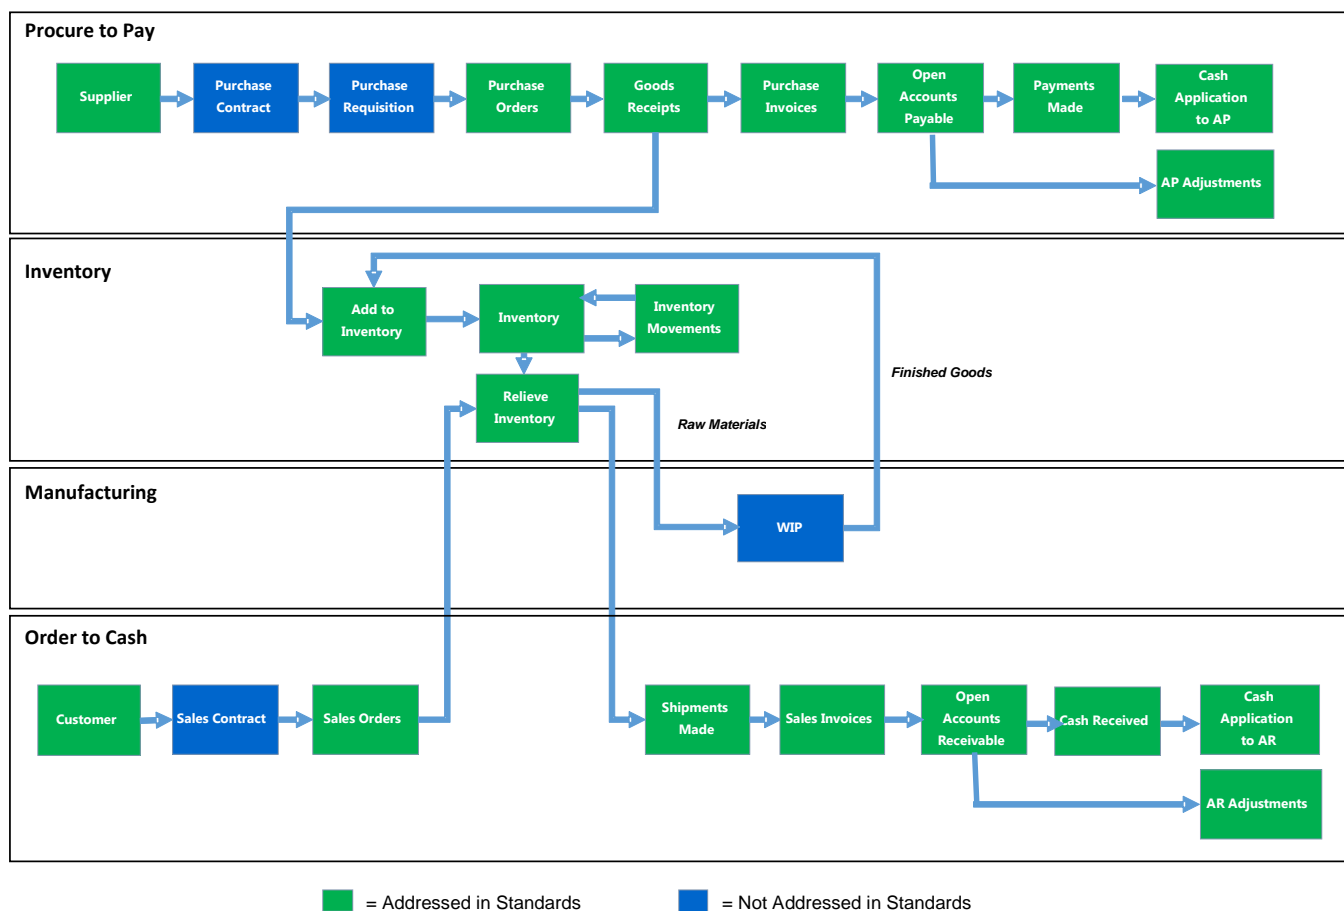 Procure to Pay
Supplier
Purchase
Contract
Purchase
Requisition
Purchase
Orders
Goods
Receipts
Purchase
Invoices
Open
Accounts
Payable
Payments
Made
Cash
Application
to AP
AP Adjustments
Inventory
Add to
Inventory
Inventory
Inventory
Movements
Relieve
Inventory
Raw Materials
Finished Goods
Manufacturing
WIP
Order to Cash
Customer
Sales Contract
Sales Orders
Shipments
Made
Sales Invoices
Open
Accounts
Receivable
Cash Received
Cash
Application
to AR
AR Adjustments
= Addressed in Standards
= Not Addressed in Standards